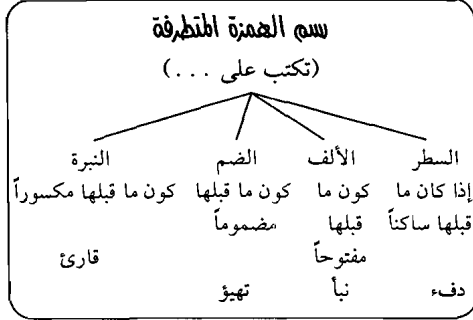 رسم الهمزة المتطرفة
(تكتب على . . .)
السطر الألف الضم النبرة
إذا كان ما كون ما كون ما قبلها كون ما قبلها مكسوراً
قبلها ساكناً قبلها مضموماً
مفتوحاً قارئ
دفء نبأ تهيؤ